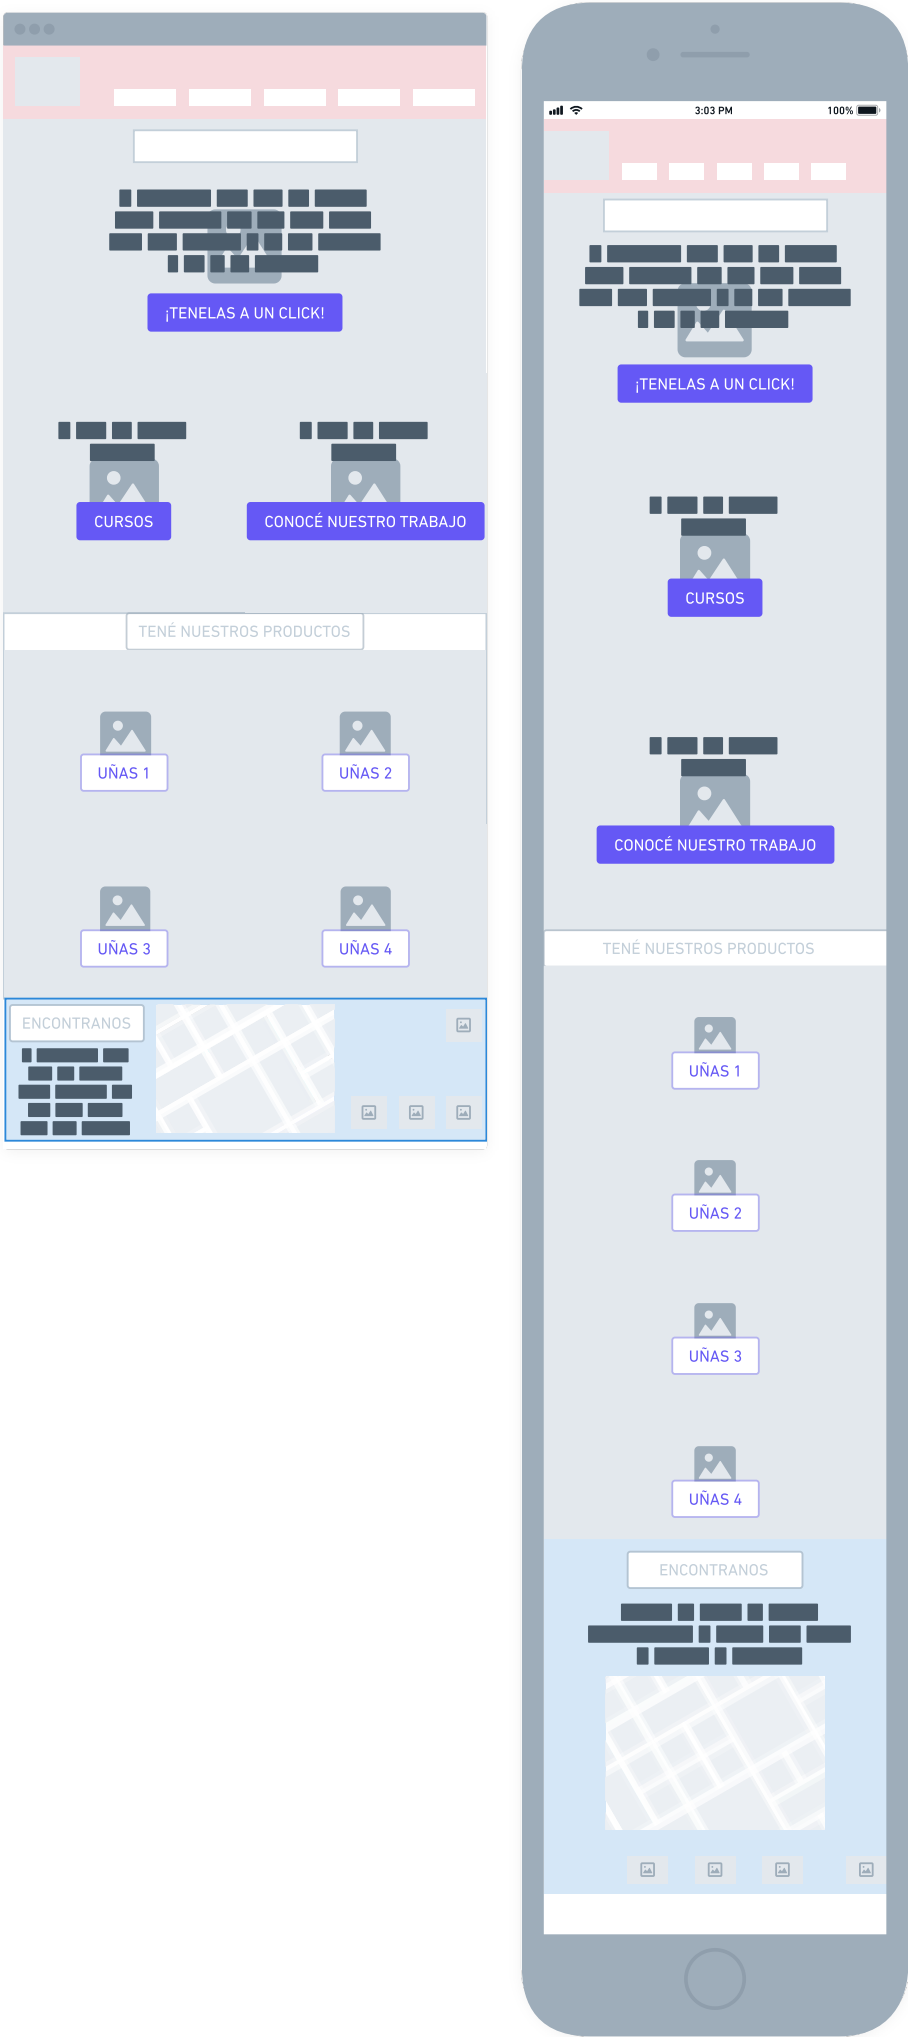 ¡TENELAS A UN CLICK!
CURSOS
CONOCÉ NUESTRO TRABAJO
TENÉ NUESTROS PRODUCTOS
UÑAS 1
UÑAS 2
UÑAS 3
UÑAS 4
ENCONTRANOS
3:03 PM
100%
¡TENELAS A UN CLICK!
CURSOS
CONOCÉ NUESTRO TRABAJO
TENÉ NUESTROS PRODUCTOS
UÑAS 1
UÑAS 2
UÑAS 3
UÑAS 4
ENCONTRANOS